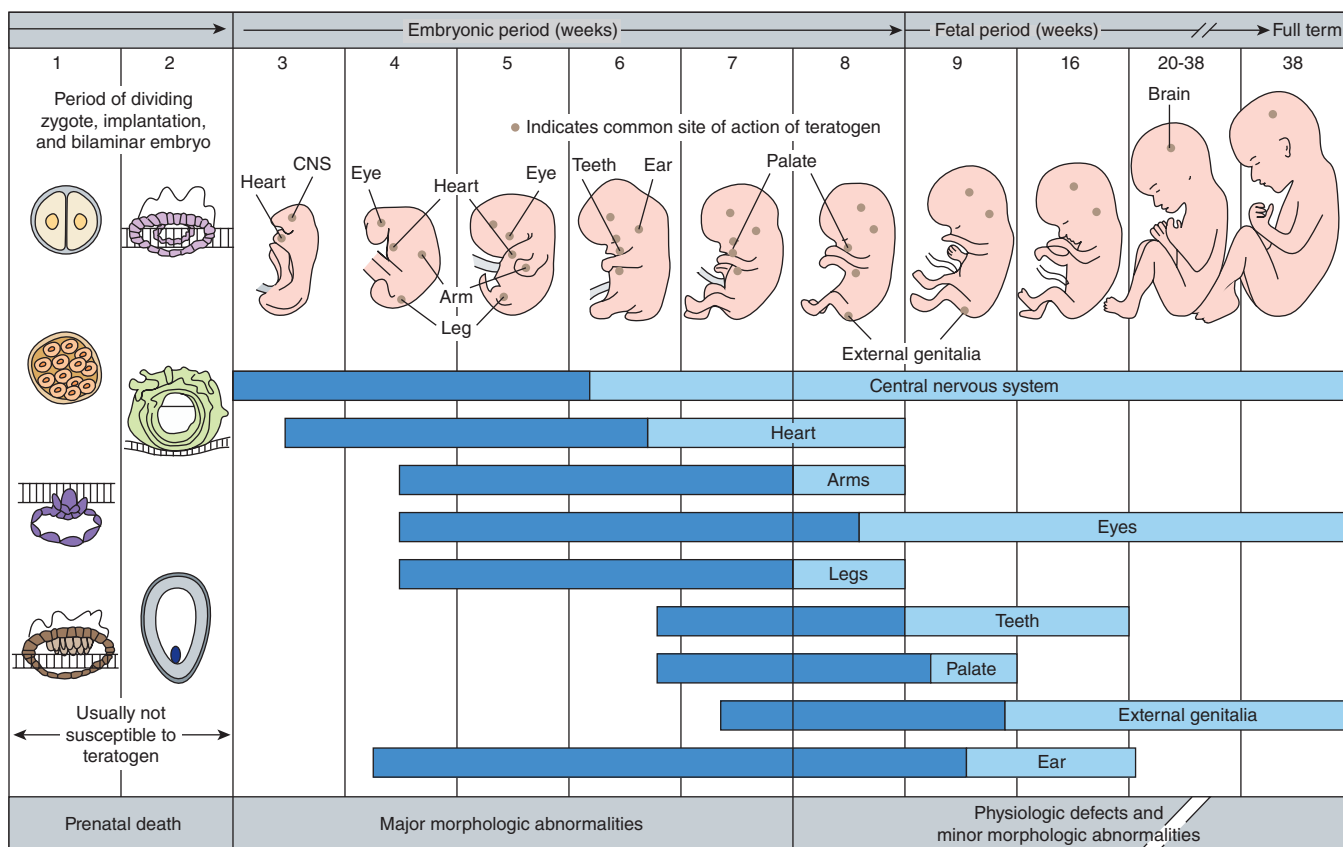 Embryonic period (weeks)
Fetal period (weeks)
Full term
1
2
3
4
5
6
7
8
9
16
20-38
38
Period of dividing
zygote, implantation,
and bilaminar embryo
Indicates common site of action of teratogen
CNS
Heart
Eye
Heart
Eye
Arm
Leg
Teeth
Ear
Palate
Brain
External genitalia
Central nervous system
Heart
Arms
Eyes
Legs
Teeth
Palate
External genitalia
Ear
Usually not
susceptible to
teratogen
Prenatal death
Major morphologic abnormalities
Physiologic defects and
minor morphologic abnormalities